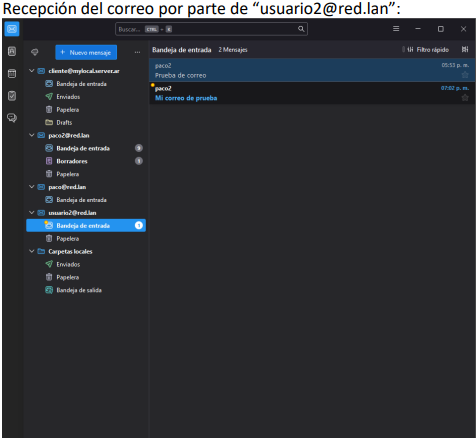 Recepción del correo por parte de “usuario2@red.lan”:
Buscar... CTRL + K
+ Nuevo mensaje
Bandeja de entrada 2 Mensajes Filtro rápido
cliente@mylocal.server.ar
Bandeja de entrada
Enviados
Papelera
Drafts
paco2@red.lan
Bandeja de entrada
Borradores
Papelera
paco@red.lan
Bandeja de entrada
usuario2@red.lan
Bandeja de entrada 1
Papelera
Carpetas locales
Enviados
Papelera
Bandeja de salida
paco2 05:53 p. m.
Prueba de correo
paco2 07:02 p. m.
Mi correo de prueba